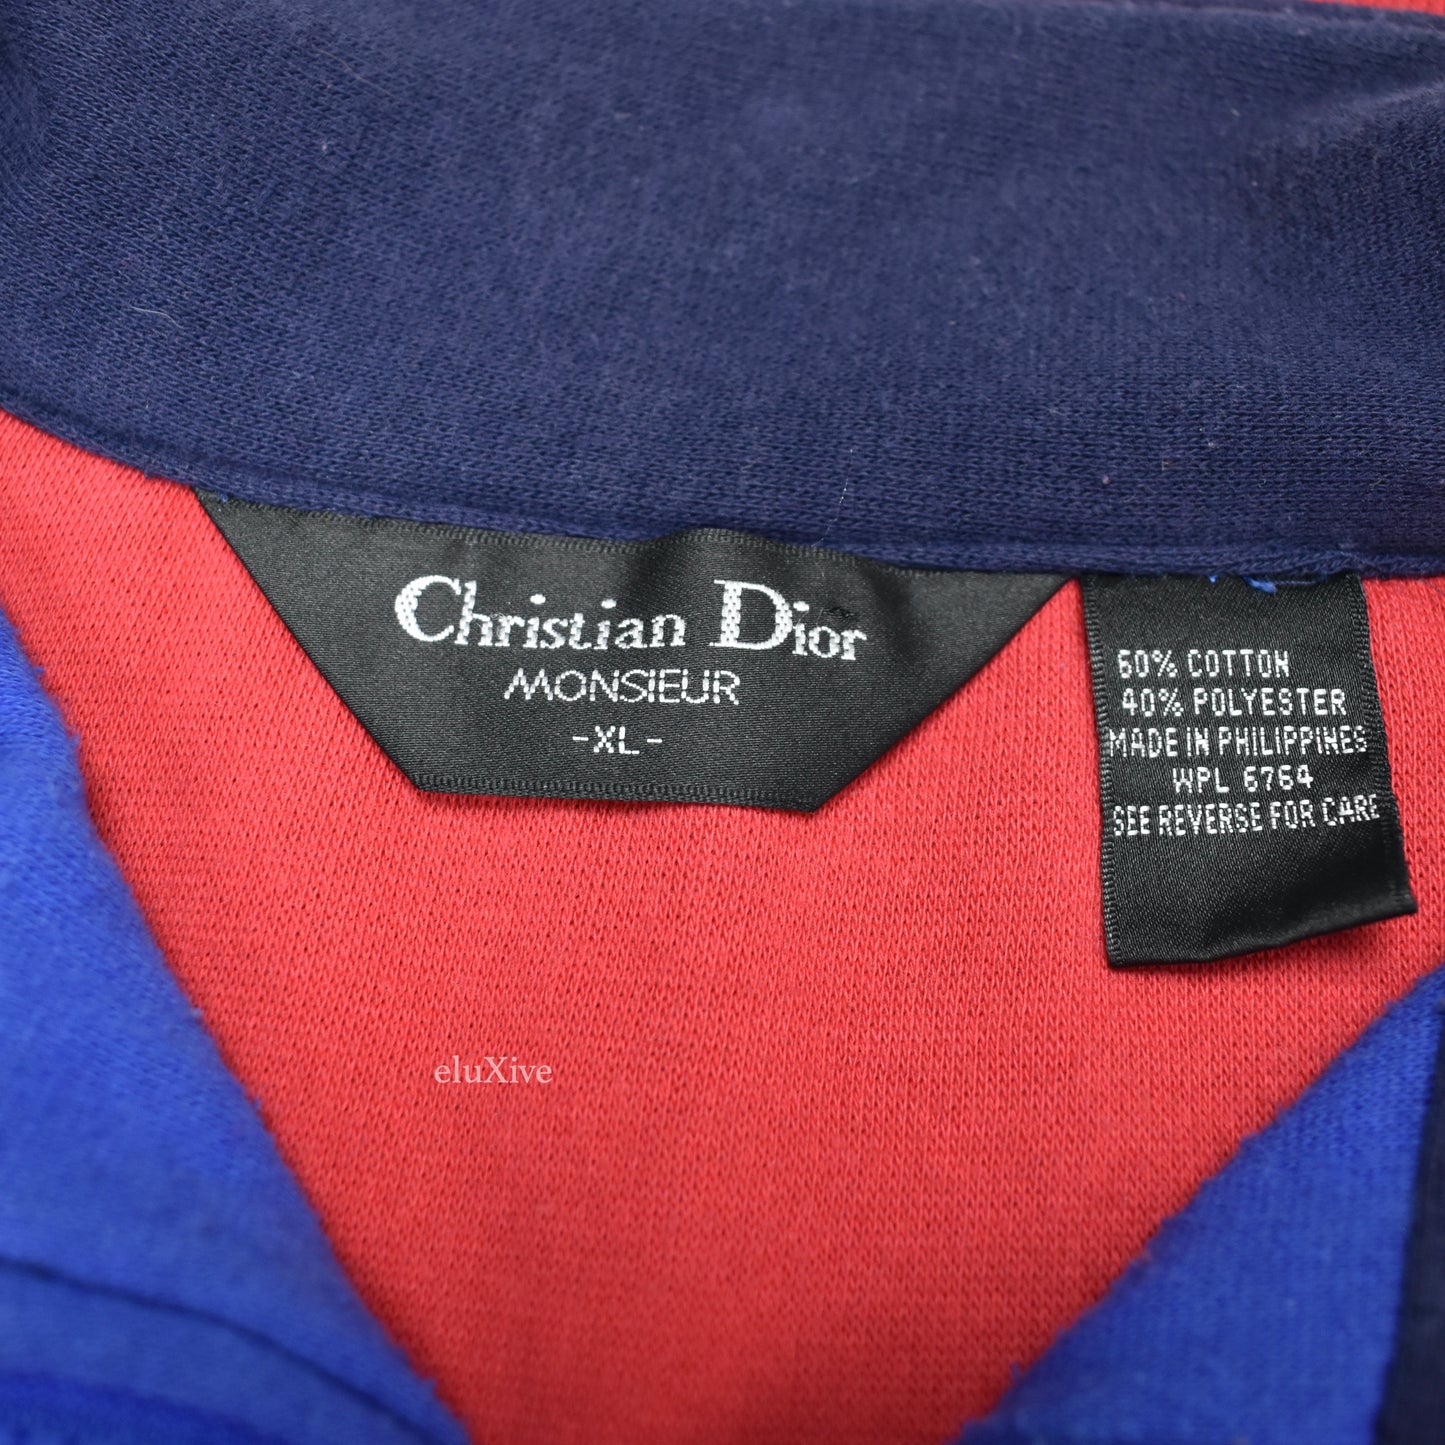 Christian Dior
MONSIEUR
-XL-
60% COTTON
40% POLYESTER
MADE IN PHILIPPINES
WPL 6764
SEE REVERSE FOR CARE
eluXive